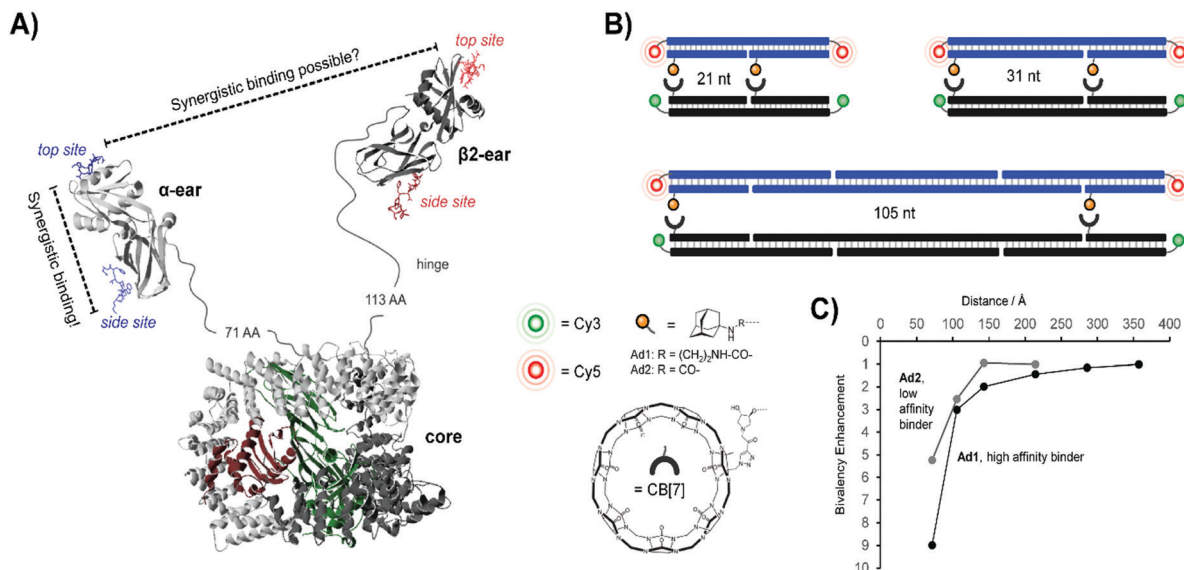 A)
Synergistic binding possible?
top site
β2-ear
top site
α-ear
side site
Synergistic binding!
side site
hinge
71 AA
113 AA
core
B)
21 nt
31 nt
105 nt
= Cy3
= Cy5
=
N
H
R
Ad1: R = (CH2)2NH-CO-
Ad2: R = CO-
= CB[7]
C)
Distance / Å
0 50 100 150 200 250 300 350 400
Bivalency Enhancement
0
1
2
3
4
5
6
7
8
9
10
Ad2,
low
affinity
binder
Ad1, high affinity binder